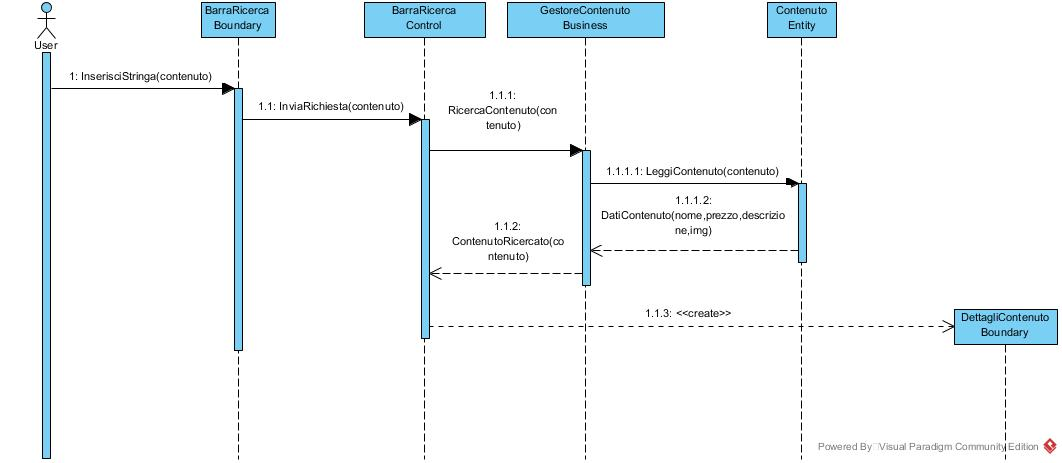 User
BarraRicerca
Boundary
BarraRicerca
Control
GestoreContenuto
Business
Contenuto
Entity
1: InserisciStringa(contenuto)
1.1: InviaRichiesta(contenuto)
1.1.1:
RicercaContenuto(con
tenuto)
1.1.1.1: LeggiContenuto(contenuto)
1.1.1.2:
DatiContenuto(nome,prezzo,descrizio
ne,img)
1.1.2:
ContenutoRicercato(co
ntenuto)
1.1.3: <<create>>
DettagliContenuto
Boundary
Powered By Visual Paradigm Community Edition